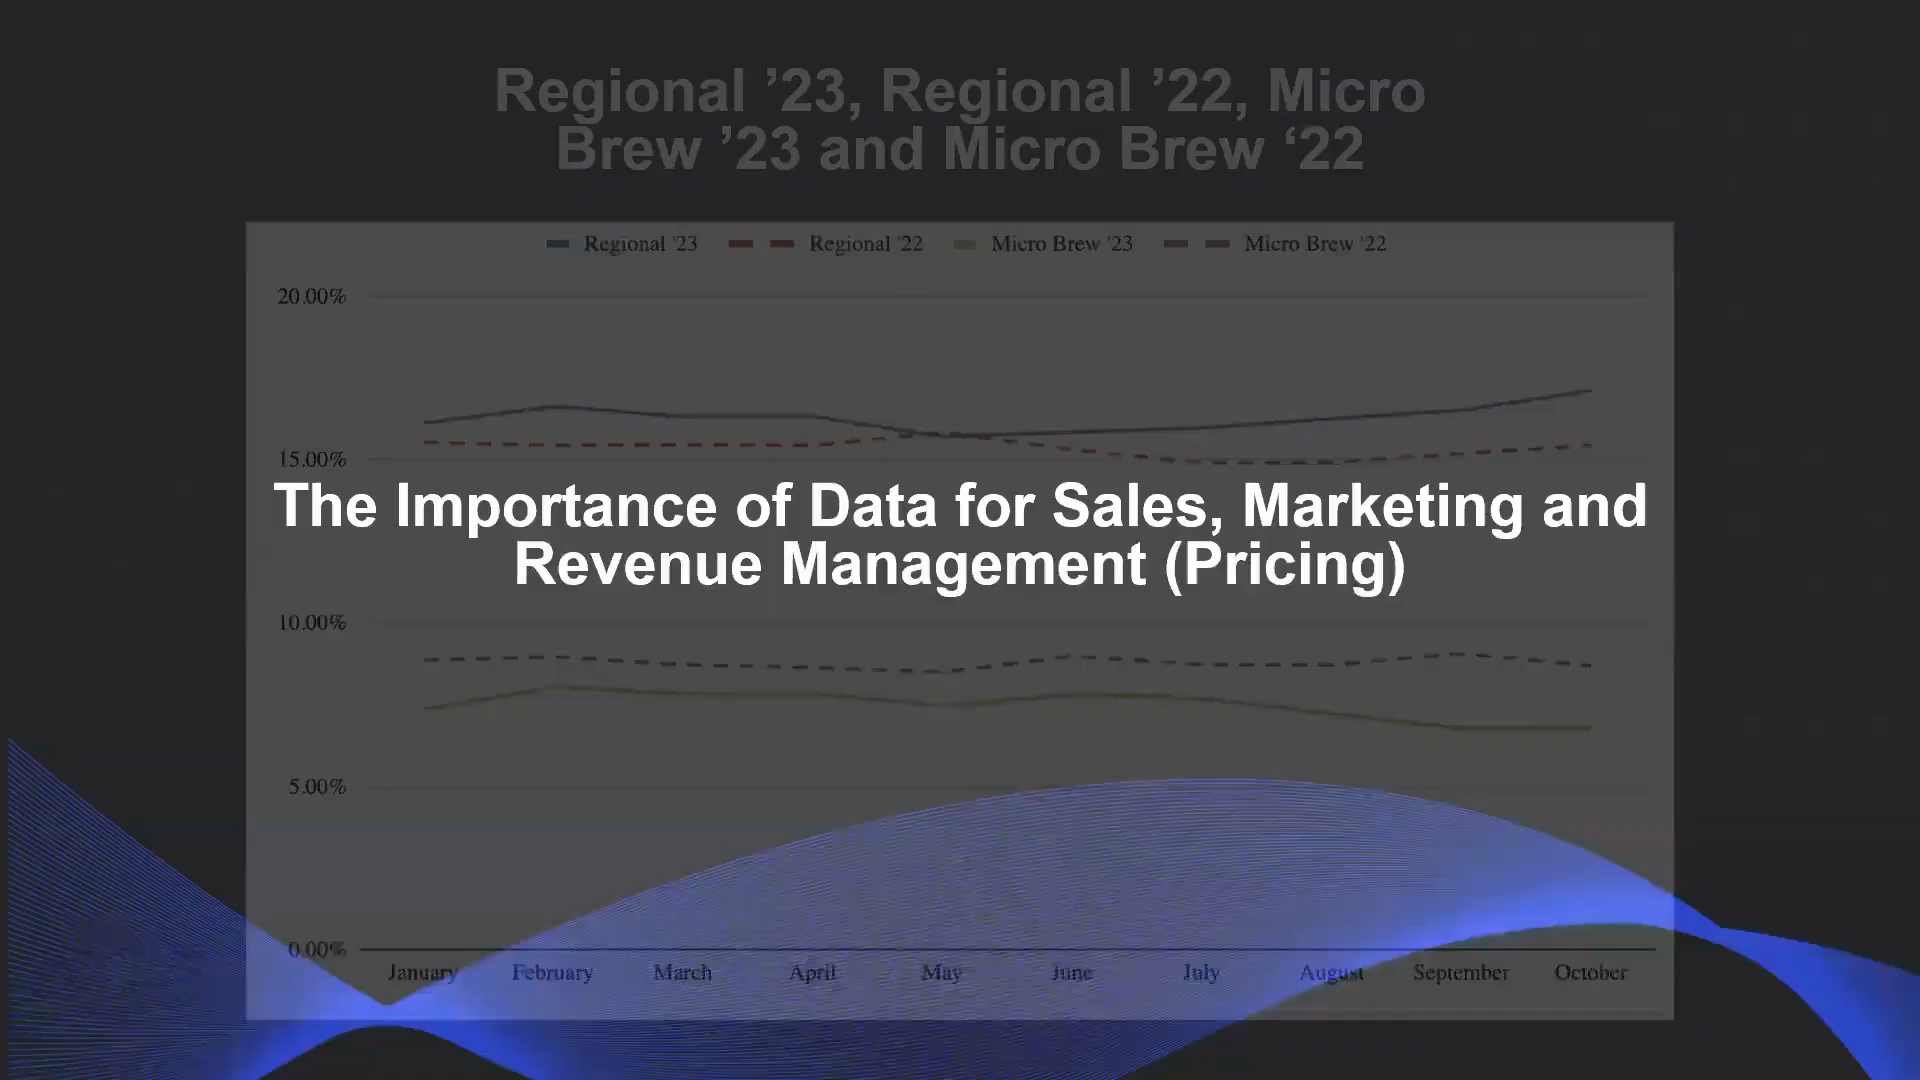 Regional ’23, Regional ’22, Micro
Brew ’23 and Micro Brew ‘22
Regional '23 Regional '22 Micro Brew '23 Micro Brew '22
20.00%
15.00%
The Importance of Data for Sales, Marketing and
Revenue Management (Pricing)
10.00%
5.00%
0.00%
January February March April May June July August September October